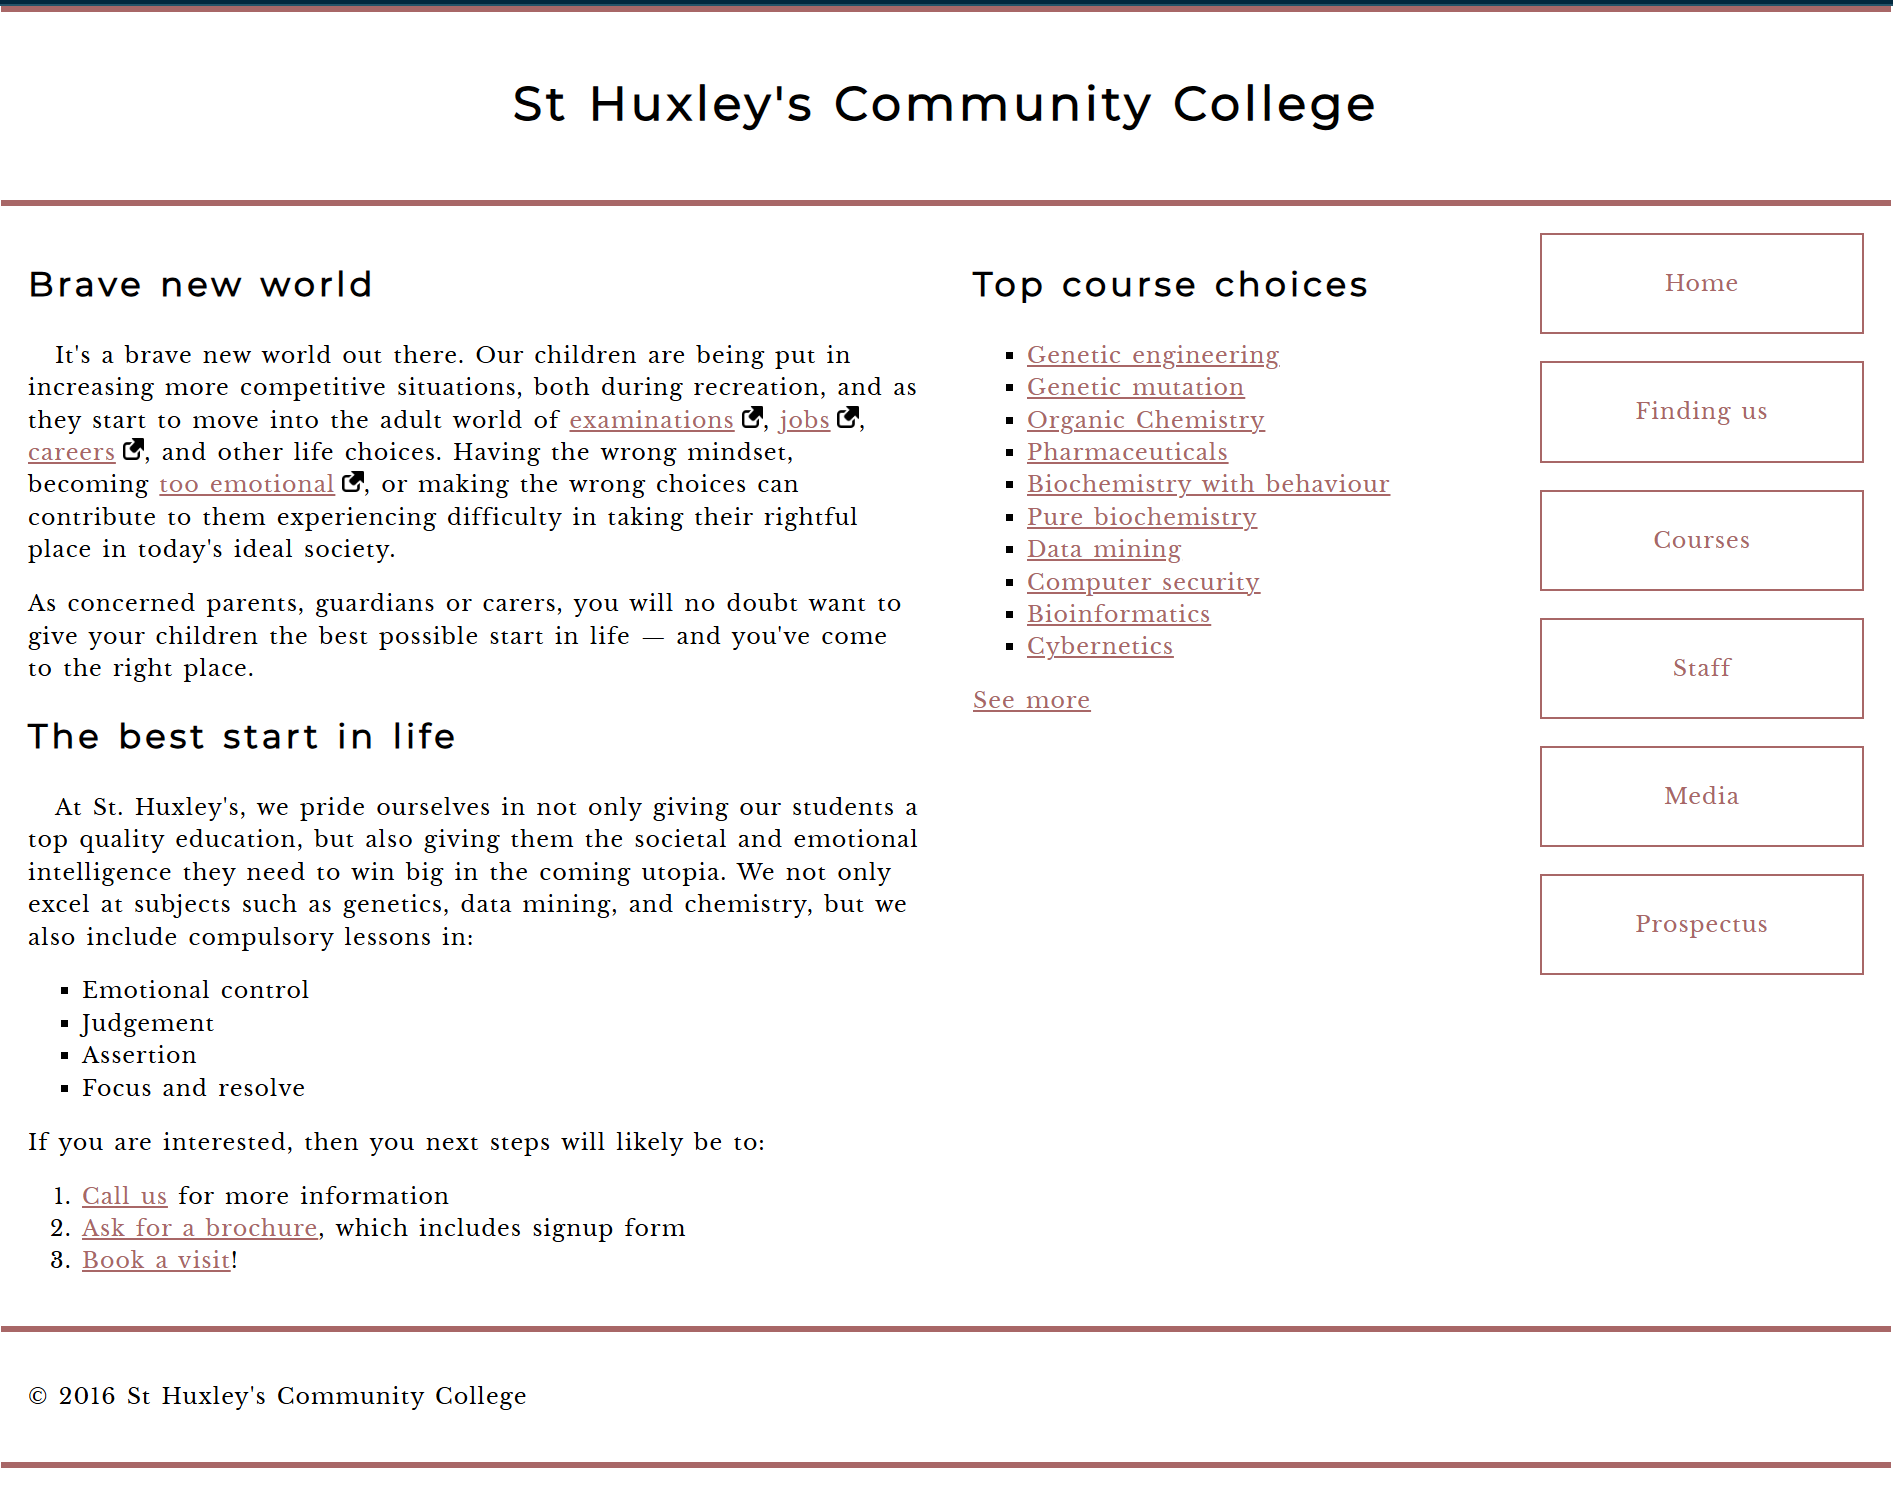 St Huxley's Community College
Brave new world
It's a brave new world out there. Our children are being put in
increasing more competitive situations, both during recreation, and as
they start to move into the adult world of examinations, jobs,
careers, and other life choices. Having the wrong mindset,
becoming too emotional, or making the wrong choices can
contribute to them experiencing difficulty in taking their rightful
place in today's ideal society.
As concerned parents, guardians or carers, you will no doubt want to
give your children the best possible start in life — and you've come
to the right place.
The best start in life
At St. Huxley's, we pride ourselves in not only giving our students a
top quality education, but also giving them the societal and emotional
intelligence they need to win big in the coming utopia. We not only
excel at subjects such as genetics, data mining, and chemistry, but we
also include compulsory lessons in:
▪ Emotional control
▪ Judgement
▪ Assertion
▪ Focus and resolve
If you are interested, then you next steps will likely be to:
1. Call us for more information
2. Ask for a brochure, which includes signup form
3. Book a visit!
Top course choices
▪ Genetic engineering
▪ Genetic mutation
▪ Organic Chemistry
▪ Pharmaceuticals
▪ Biochemistry with behaviour
▪ Pure biochemistry
▪ Data mining
▪ Computer security
▪ Bioinformatics
▪ Cybernetics
See more
Home
Finding us
Courses
Staff
Media
Prospectus
© 2016 St Huxley's Community College